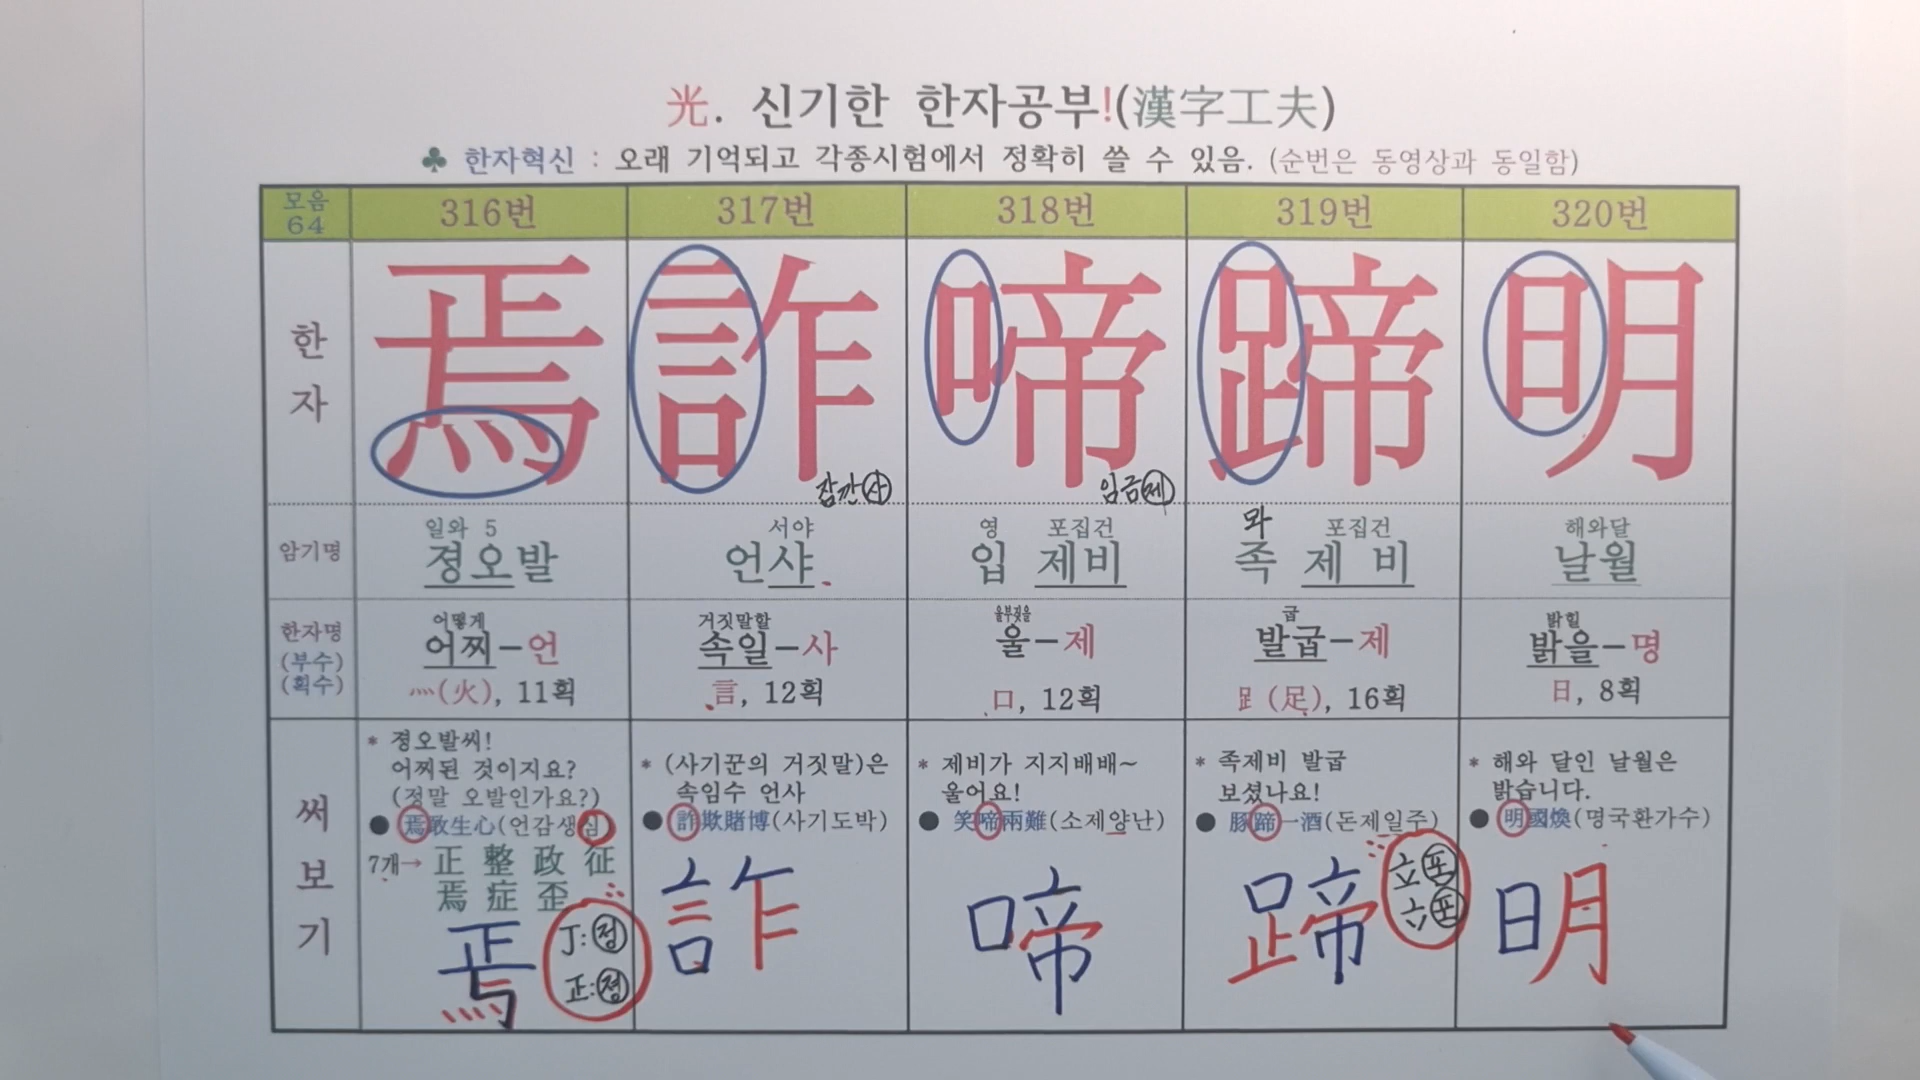 光. 신기한 한자공부!(漢字工夫)
♣ 한자혁신 : 오래 기억되고 각종시험에서 정확히 쓸 수 있음. (순번은 동영상과 동일함)
모음 64 316번 317번 318번 319번 320번
한자 焉 詐 啼 蹄 明
잠깐 사 임금 제
일와 5 서야 영 포집건 와 포집건 해와달
암기명 졍오발 언샤 입 제비 족 제 비 날월
어떻게 거짓말할 울부짖을 굽 밝힐
한자명 어찌-언 속일-사 울-제 발굽-제 밝을-명
(부수)
(획수) 灬(火), 11획 言, 12획 口, 12획 𧾷(足), 16획 日, 8획
써보기
* 졍오발씨!
어찌된 것이지요?
(정말 오발인가요?)
● 焉敢生心(언감생심)
7개→ 正 整 政 征
焉 症 歪
焉
丁:정
正:졍
* (사기꾼의 거짓말)은
속임수 언사
● 詐欺賭博(사기도박)
詐
* 제비가 지지배배~
울어요!
● 笑啼兩難(소제양난)
啼
* 족제비 발굽
보셨나요!
● 豚蹄一酒(돈제일주)
蹄
立포
亠포
* 해와 달인 날월은
밝습니다.
● 明國煥(명국환가수)
明